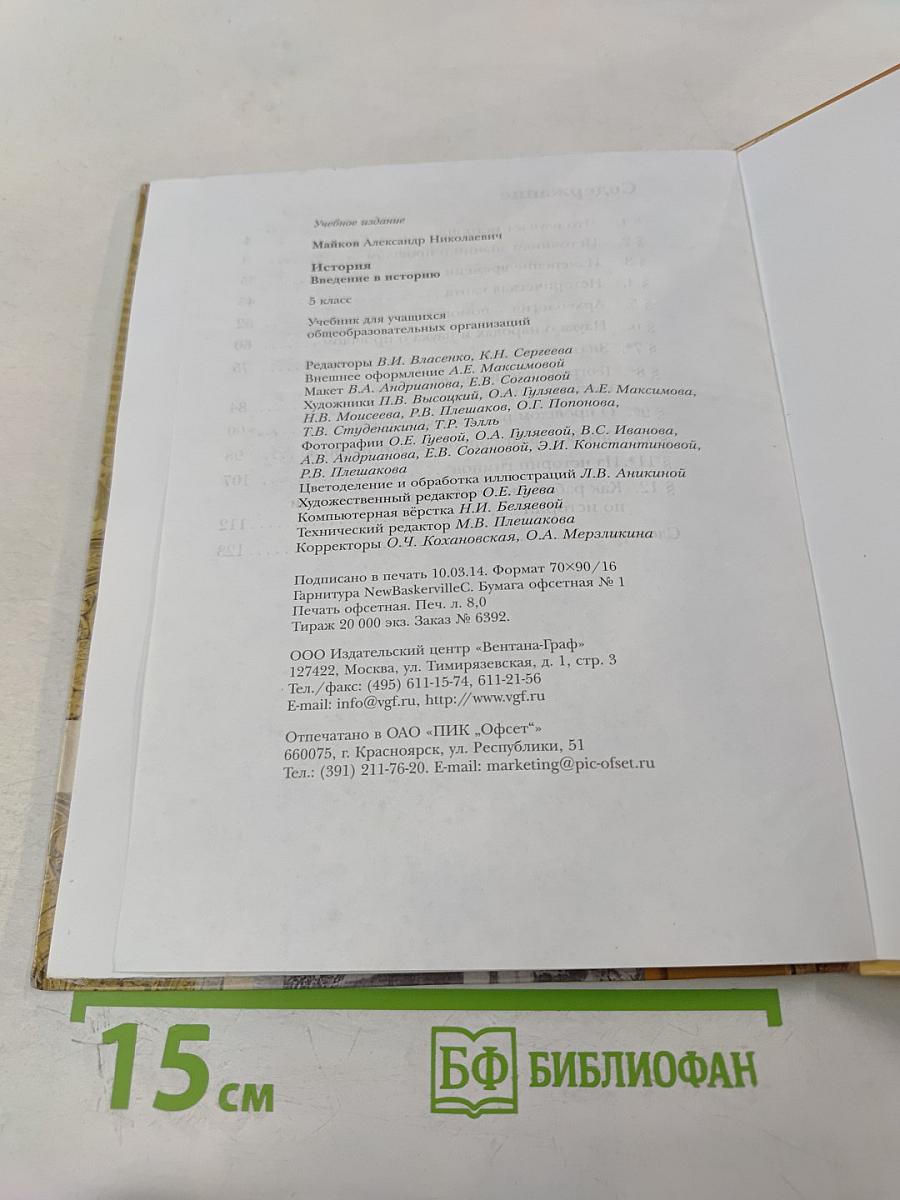 Учебное издание
Майков Александр Николаевич
История
Введение в историю
5 класс
Учебник для учащихся
общеобразовательных организаций
Редакторы В.И. Власенко, К.Н. Сергеева
Внешнее оформление А.Е. Максимовой
Макет В.А. Андрианова, Е.В. Согановой
Художники П.В. Высоцкий, О.А. Гуляева, А.Е. Максимова,
Н.В. Моисеева, Р.В. Плешаков, О.Г. Попонова,
Т.В. Студеникина, Т.Р. Тэлль
Фотографии О.Е. Гуевой, О.А. Гуляевой, В.С. Иванова,
А.В. Андрианова, Е.В. Согановой, Э.И. Константиновой,
Р.В. Плешакова
Цветоделение и обработка иллюстраций Л.В. Аникиной
Художественный редактор О.Е. Гуева
Компьютерная вёрстка Н.И. Беляевой
Технический редактор М.В. Плешакова
Корректоры О.Ч. Кохановская, О.А. Мерзликина
Подписано в печать 10.03.14. Формат 70×90/16
Гарнитура NewBaskervilleC. Бумага офсетная № 1
Печать офсетная. Печ. л. 8,0
Тираж 20 000 экз. Заказ № 6392.
ООО Издательский центр «Вентана-Граф»
127422, Москва, ул. Тимирязевская, д. 1, стр. 3
Тел./факс: (495) 611-15-74, 611-21-56
E-mail: info@vgf.ru, http://www.vgf.ru
Отпечатано в ОАО «ПИК „Офсет“»
660075, г. Красноярск, ул. Республики, 51
Тел.: (391) 211-76-20. E-mail: marketing@pic-ofset.ru
15 см
БФ БИБЛИОФАН